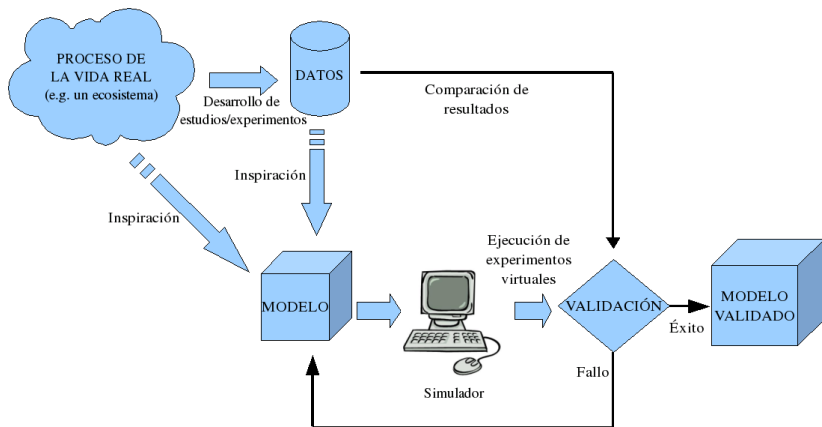 PROCESO DE
LA VIDA REAL
(e.g. un ecosistema)
DATOS
Desarrollo de
estudios/experimentos
Comparación de
resultados
Inspiración
Inspiración
Ejecución de
experimentos
virtuales
MODELO
VALIDACIÓN
MODELO
VALIDADO
Éxito
Fallo
Simulador